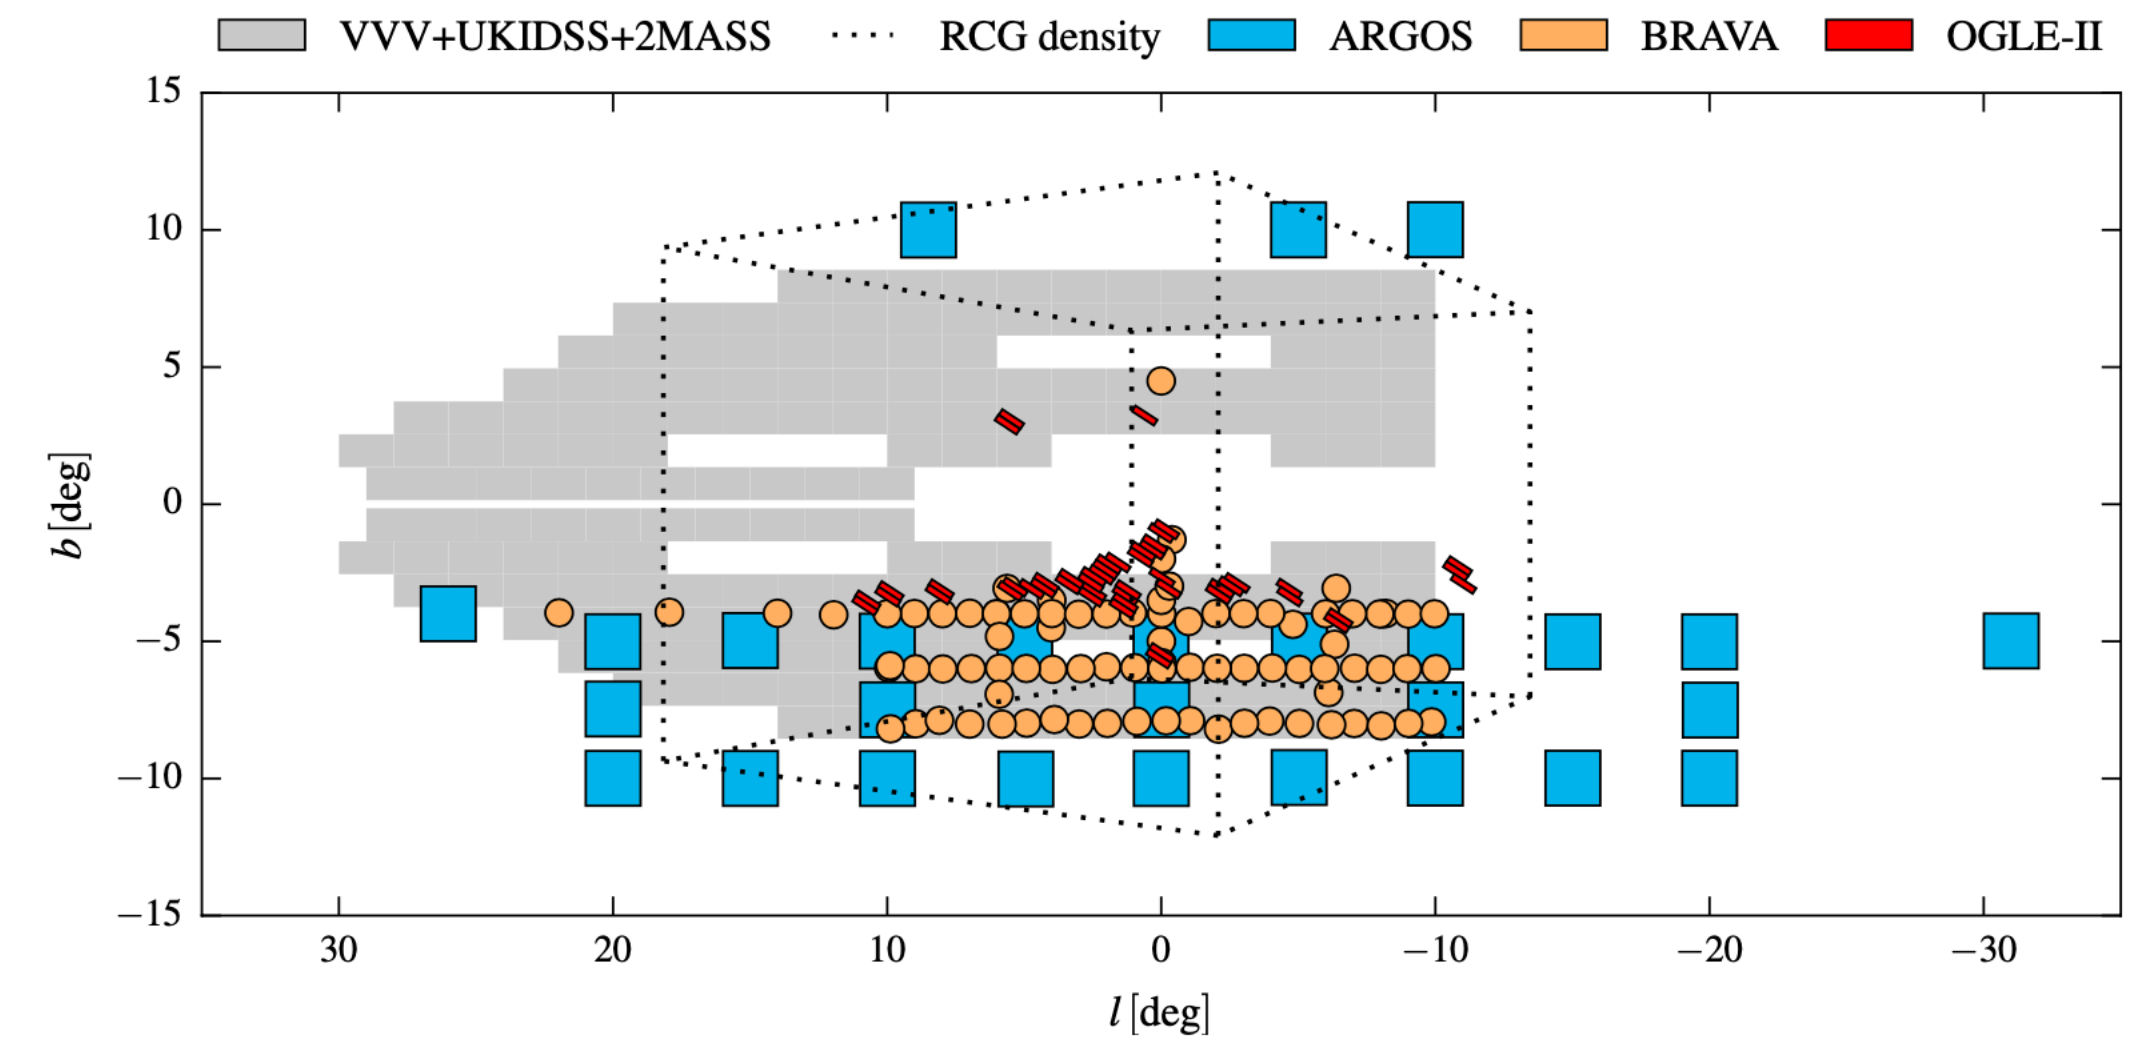 VVV+UKIDSS+2MASS RCG density ARGOS BRAVA OGLE-II
15
10
5
0
−5
−10
−15
b [deg]
30 20 10 0 −10 −20 −30
l [deg]